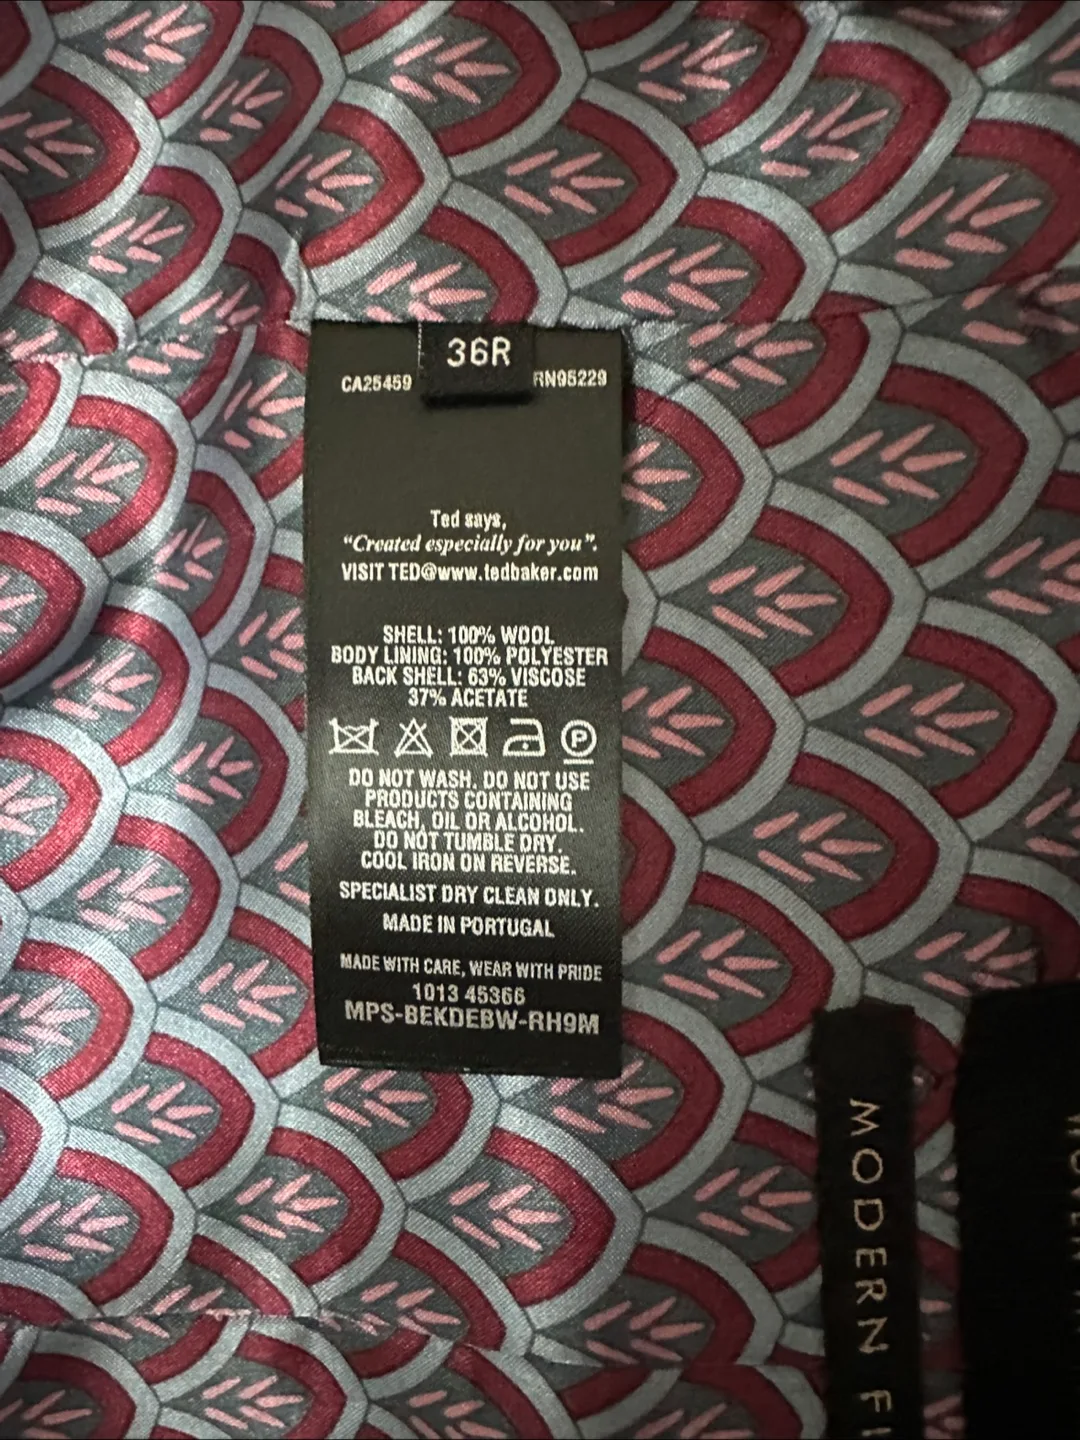 36R
CA25459 RN95229
Ted says,
“Created especially for you”.
VISIT TED@www.tedbaker.com
SHELL: 100% WOOL
BODY LINING: 100% POLYESTER
BACK SHELL: 63% VISCOSE
37% ACETATE
P
DO NOT WASH. DO NOT USE
PRODUCTS CONTAINING
BLEACH, OIL OR ALCOHOL.
DO NOT TUMBLE DRY.
COOL IRON ON REVERSE.
SPECIALIST DRY CLEAN ONLY.
MADE IN PORTUGAL
MADE WITH CARE, WEAR WITH PRIDE
1013 45366
MPS-BEKDEBW-RH9M
MODERN FI